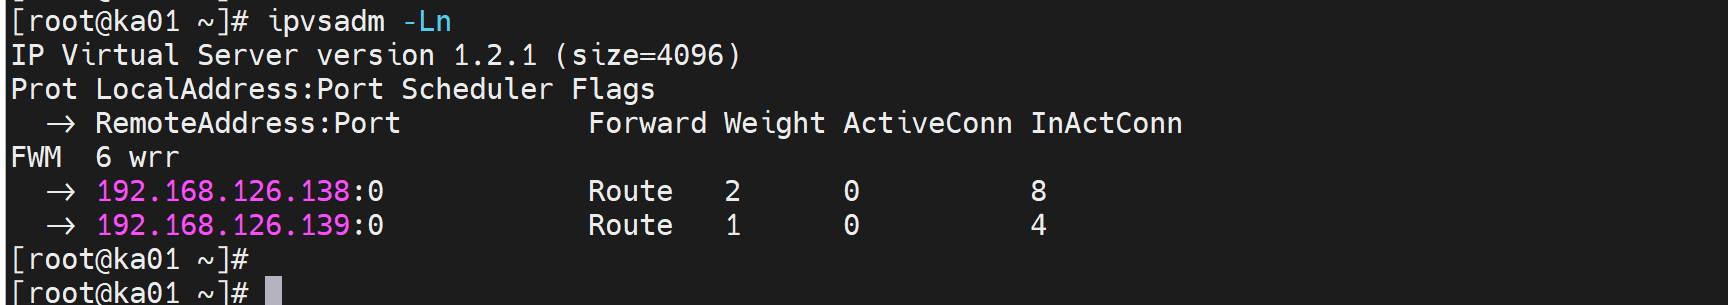 [root@ka01 ~]# ipvsadm -Ln
IP Virtual Server version 1.2.1 (size=4096)
Prot LocalAddress:Port Scheduler Flags
  -> RemoteAddress:Port           Forward Weight ActiveConn InActConn
FWM  6 wrr
  -> 192.168.126.138:0            Route   2      0          8
  -> 192.168.126.139:0            Route   1      0          4
[root@ka01 ~]#
[root@ka01 ~]#